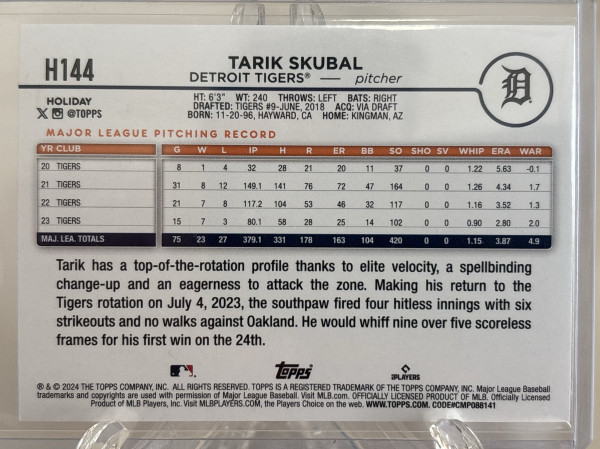 H144
TARIK SKUBAL
DETROIT TIGERS® — pitcher
HOLIDAY
X @TOPPS
HT: 6'3" WT: 240 THROWS: LEFT BATS: RIGHT
DRAFTED: TIGERS #9-JUNE, 2018 ACQ: VIA DRAFT
BORN: 11-20-96, HAYWARD, CA HOME: KINGMAN, AZ
D
MAJOR LEAGUE PITCHING RECORD
YR CLUB G W L IP H R ER BB SO SHO SV WHIP ERA WAR
20 TIGERS 8 1 4 32 28 21 20 11 37 0 0 1.22 5.63 -0.1
21 TIGERS 31 8 12 149.1 141 76 72 47 164 0 0 1.26 4.34 1.7
22 TIGERS 21 7 8 117.2 104 53 46 32 117 0 0 1.16 3.52 1.3
23 TIGERS 15 7 3 80.1 58 28 25 14 102 0 0 0.90 2.80 2.0
MAJ. LEA. TOTALS 75 23 27 379.1 331 178 163 104 420 0 0 1.15 3.87 4.9
Tarik has a top-of-the-rotation profile thanks to elite velocity, a spellbinding
change-up and an eagerness to attack the zone. Making his return to the
Tigers rotation on July 4, 2023, the southpaw fired four hitless innings with six
strikeouts and no walks against Oakland. He would whiff nine over five scoreless
frames for his first win on the 24th.
Topps
PLAYERS
® & © 2024 THE TOPPS COMPANY, INC. ALL RIGHTS RESERVED. TOPPS IS A REGISTERED TRADEMARK OF THE TOPPS COMPANY, INC. Major League Baseball
trademarks and copyrights are used with permission of Major League Baseball. Visit MLB.com. OFFICIALLY LICENSED PRODUCT OF MLB. Officially Licensed
Product of MLB Players, Inc. Visit MLBPLAYERS.COM, the Players Choice on the web. WWW.TOPPS.COM. CODE#CMP088141